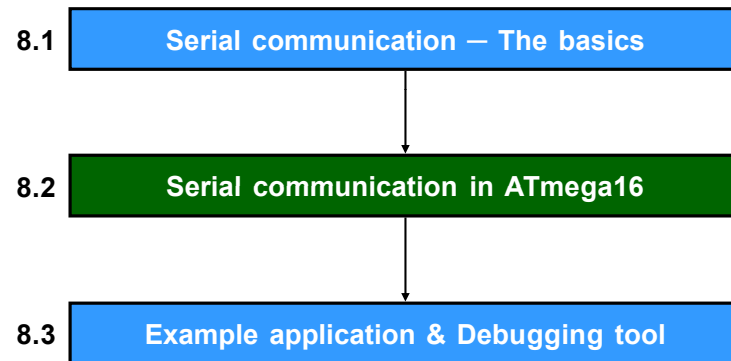 8.1 Serial communication — The basics
8.2 Serial communication in ATmega16
8.3 Example application & Debugging tool